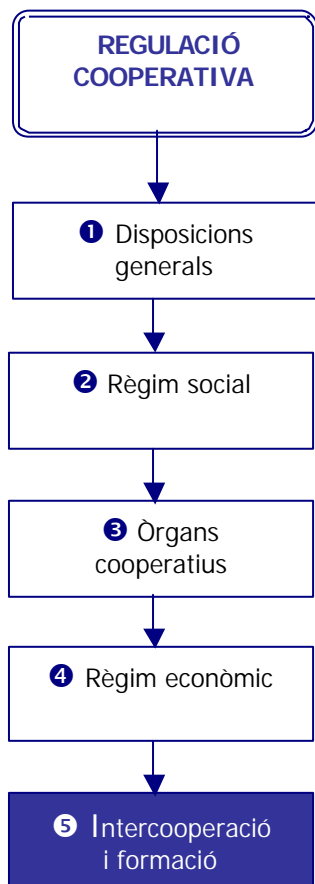 REGULACIÓ
COOPERATIVA
❶ Disposicions
generals
❷ Règim social
❸ Òrgans
cooperatius
❹ Règim econòmic
❺ Intercooperació
i formació